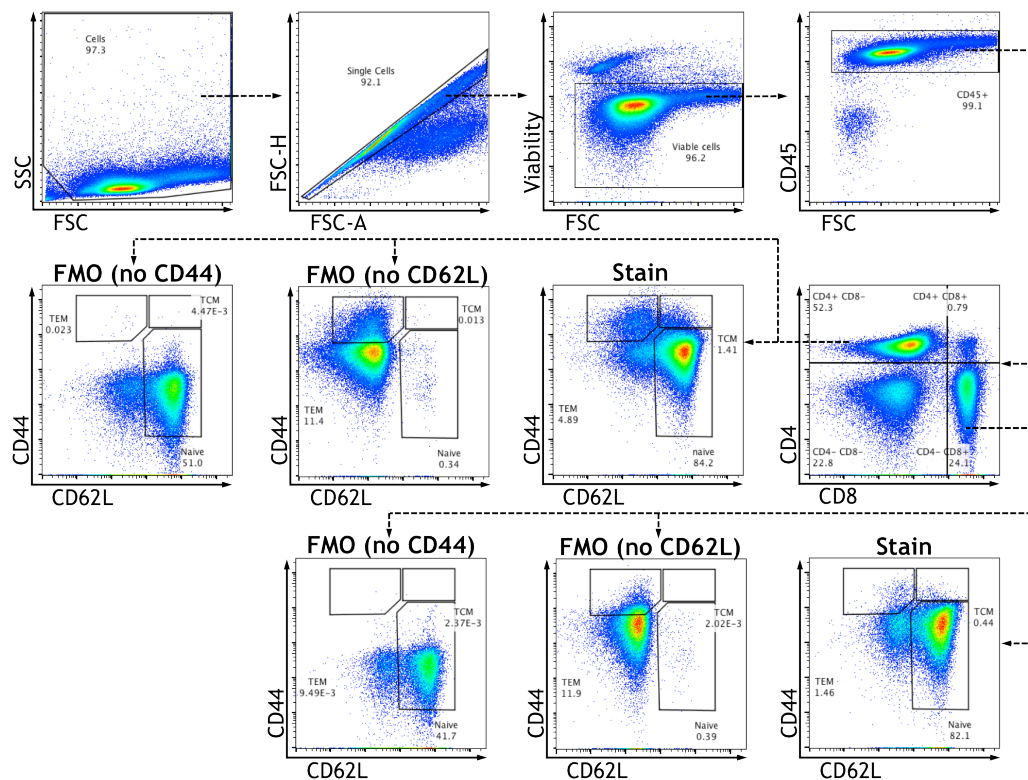 Cells
97.3
SSC
FSC
Single Cells
92.1
FSC-H
FSC-A
Viable cells
96.2
Viability
FSC
CD45+
99.1
CD45
FSC
FMO (no CD44)
TEM
0.023
TCM
4.47E-3
Naive
51.0
CD44
CD62L
FMO (no CD62L)
TCM
0.013
TEM
11.4
Naive
0.34
CD44
CD62L
Stain
TCM
1.41
TEM
4.89
naive
84.2
CD44
CD62L
CD4+ CD8-
52.3
CD4+ CD8+
0.79
CD4- CD8-
22.8
CD4- CD8+
24.1
CD4
CD8
FMO (no CD44)
TCM
2.37E-3
TEM
9.49E-3
Naive
41.7
CD44
CD62L
FMO (no CD62L)
TCM
2.02E-3
TEM
11.9
Naive
0.39
CD44
CD62L
Stain
TCM
0.44
TEM
1.46
Naive
82.1
CD44
CD62L